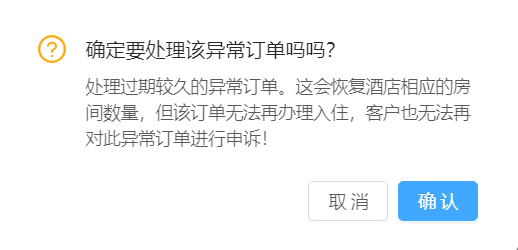 确定要处理该异常订单吗吗?
处理过期较久的异常订单。这会恢复酒店相应的房
间数量，但该订单无法再办理入住，客户也无法再
对此异常订单进行申诉!
取消 确认